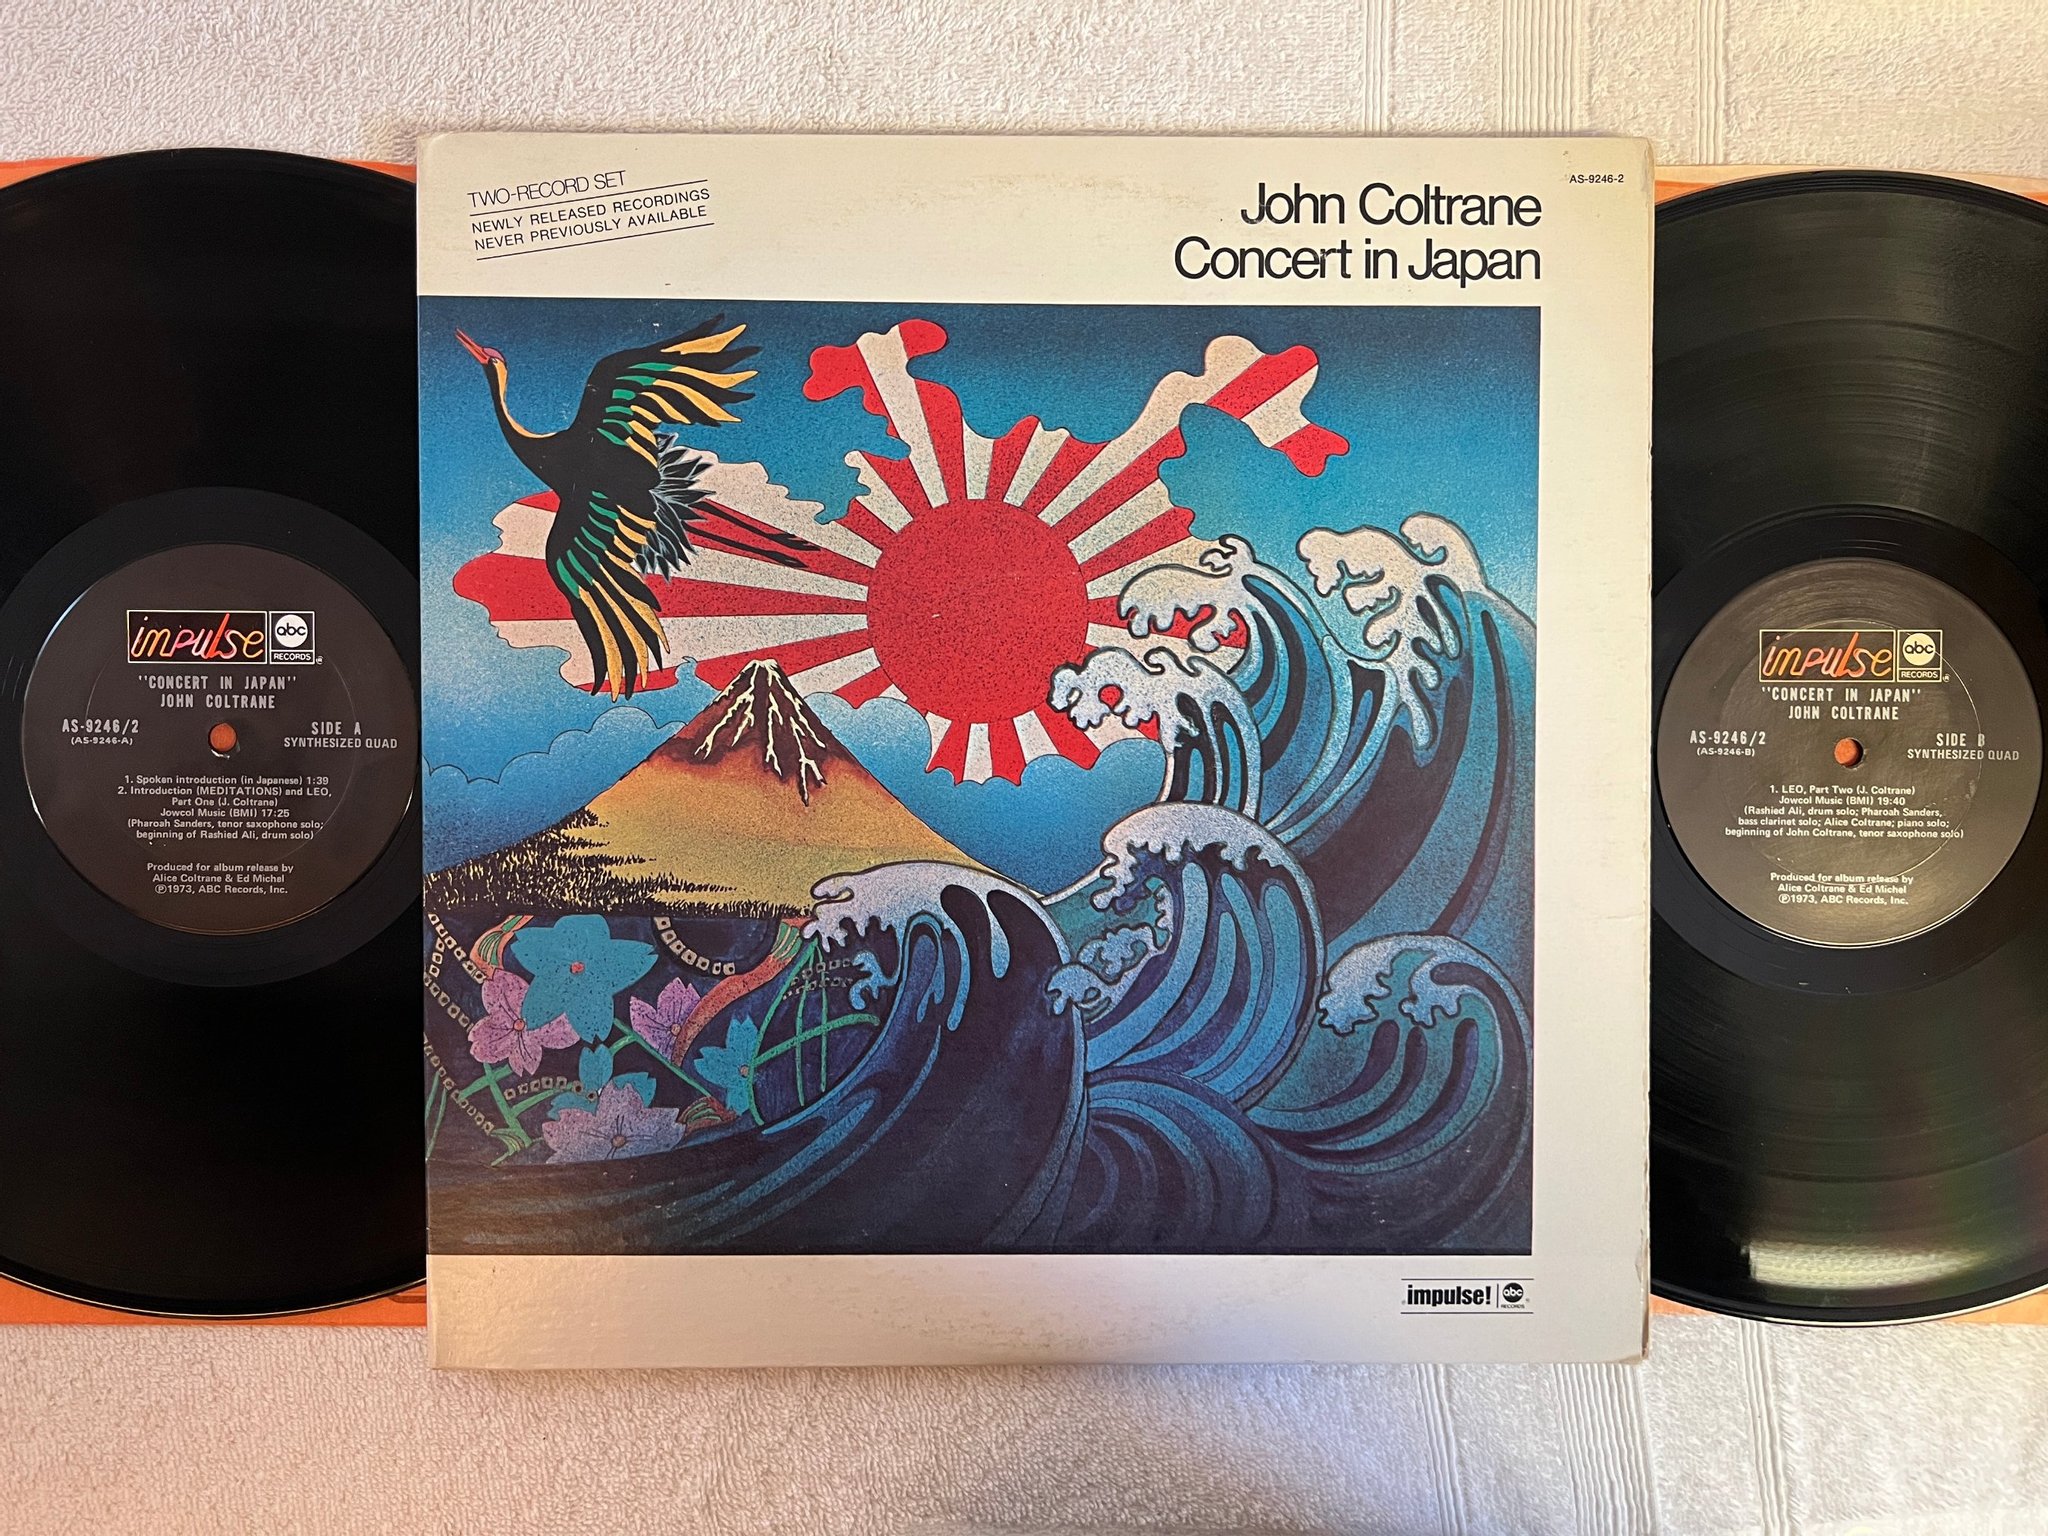 TWO-RECORD SET
NEWLY RELEASED RECORDINGS
NEVER PREVIOUSLY AVAILABLE
John Coltrane
Concert in Japan
AS-9246-2
impulse! abc
RECORDS
impulse abc
RECORDS
"CONCERT IN JAPAN"
JOHN COLTRANE
AS-9246/2 SIDE A
(AS-9246-A) SYNTHESIZED QUAD
1. Spoken introduction (in Japanese) 1:39
2. Introduction (MEDITATIONS) and LEO,
Part One (J. Coltrane)
Jowcol Music (BMI) 17:25
(Pharoah Sanders, tenor saxophone solo;
beginning of Rashied Ali, drum solo)
Produced for album release by
Alice Coltrane & Ed Michel
℗1973, ABC Records, Inc.
impulse abc
RECORDS
"CONCERT IN JAPAN"
JOHN COLTRANE
AS-9246/2 SIDE B
(AS-9246-B) SYNTHESIZED QUAD
1. LEO, Part Two (J. Coltrane)
Jowcol Music (BMI) 19:40
(Rashied Ali, drum solo; Pharoah Sanders,
bass clarinet solo; Alice Coltrane; piano solo;
beginning of John Coltrane, tenor saxophone solo)
Produced for album release by
Alice Coltrane & Ed Michel
℗1973, ABC Records, Inc.